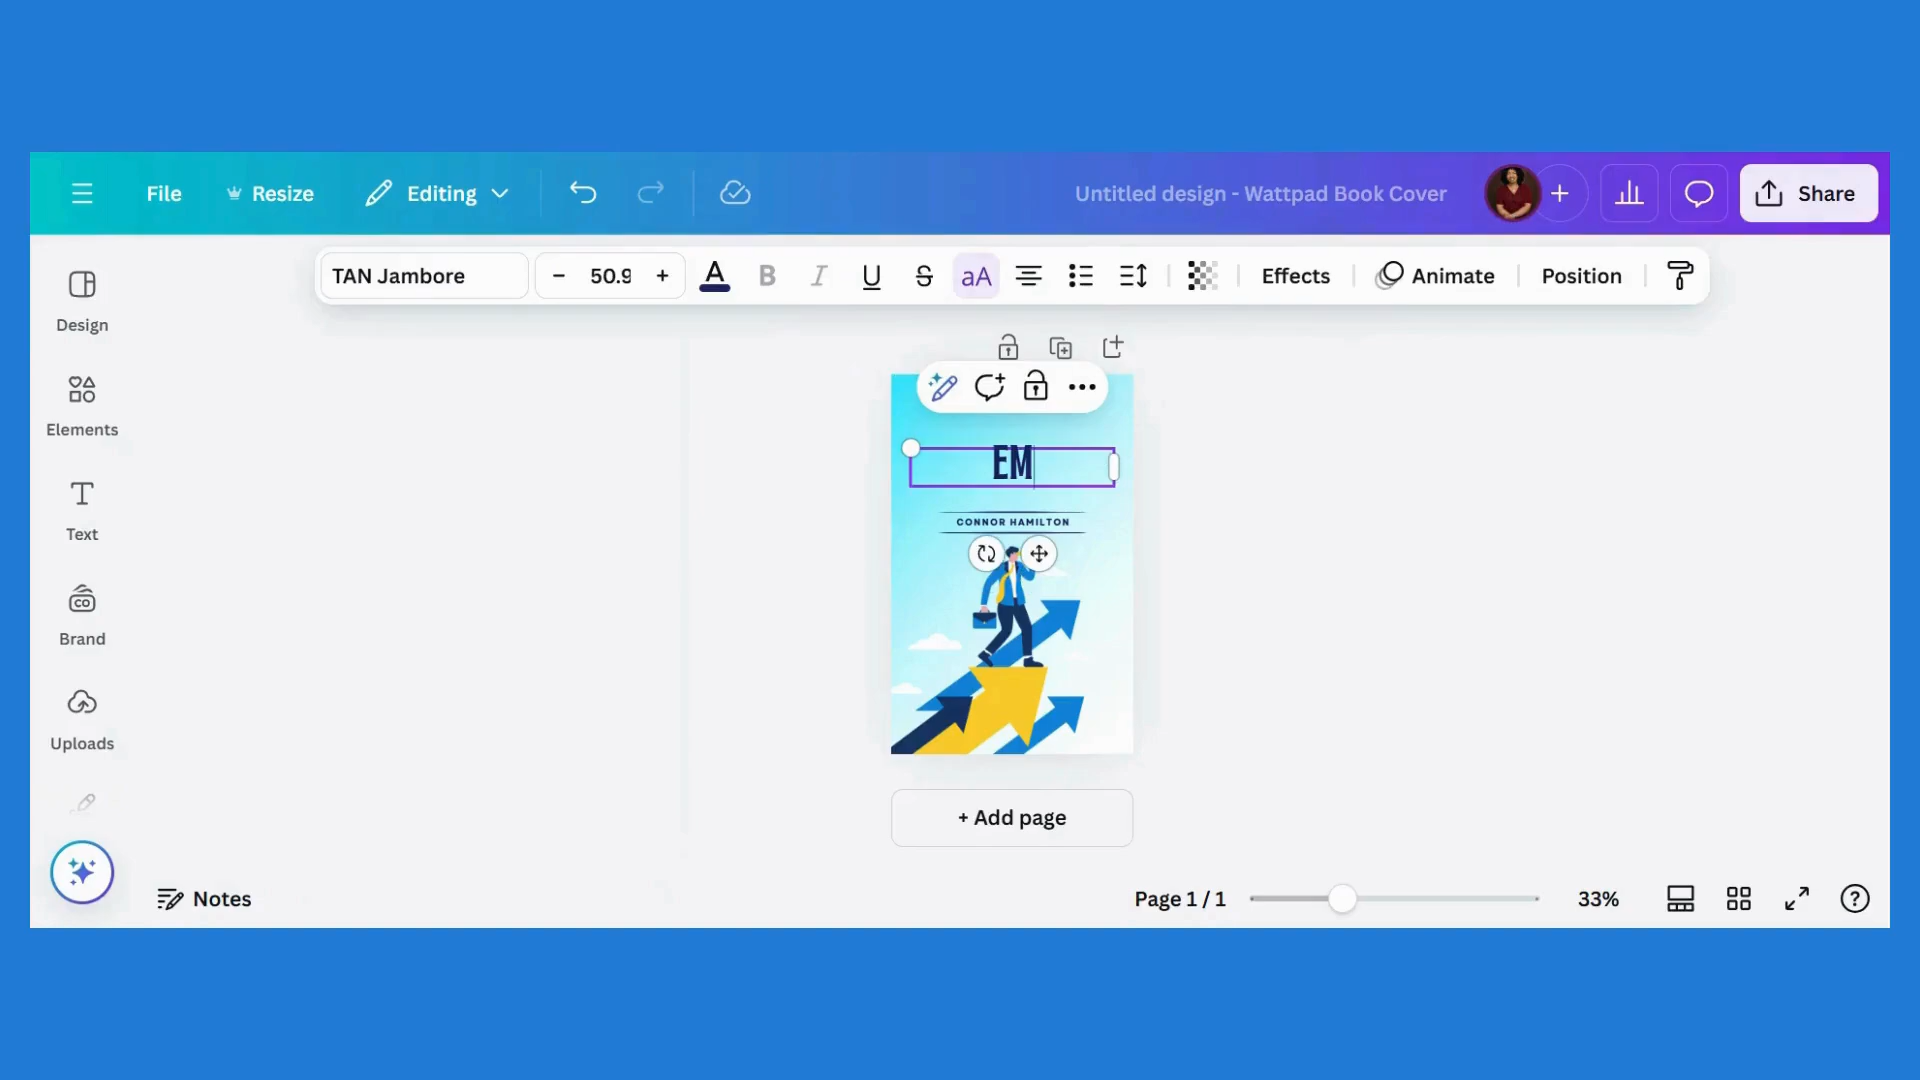 File
Resize
Editing
Untitled design - Wattpad Book Cover
Share
TAN Jambore
– 50.9 +
A
B
I
U
S
aA
Effects
Animate
Position
Design
Elements
Text
Brand
Uploads
EM
CONNOR HAMILTON
+ Add page
Notes
Page 1 / 1
33%